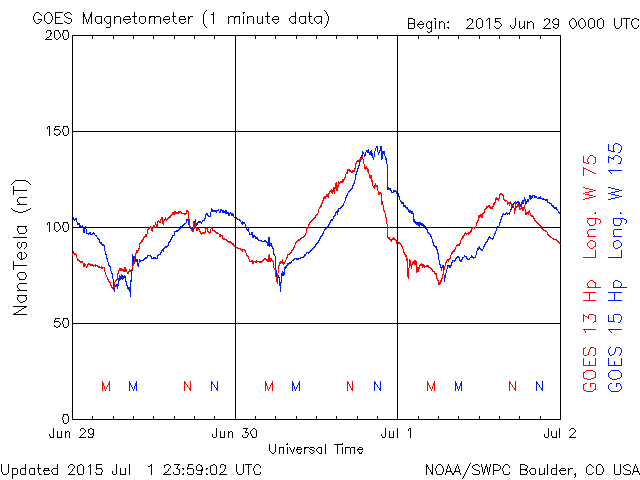 GOES Magnetometer (1 minute data)
Begin: 2015 Jun 29 0000 UTC
200
150
100
50
0
NanoTesla (nT)
M M N N M M N N M M N N
Jun 29 Jun 30 Jul 1 Jul 2
Universal Time
GOES 13 Hp Long. W 75
GOES 15 Hp Long. W 135
Updated 2015 Jul 1 23:59:02 UTC
NOAA/SWPC Boulder, CO USA